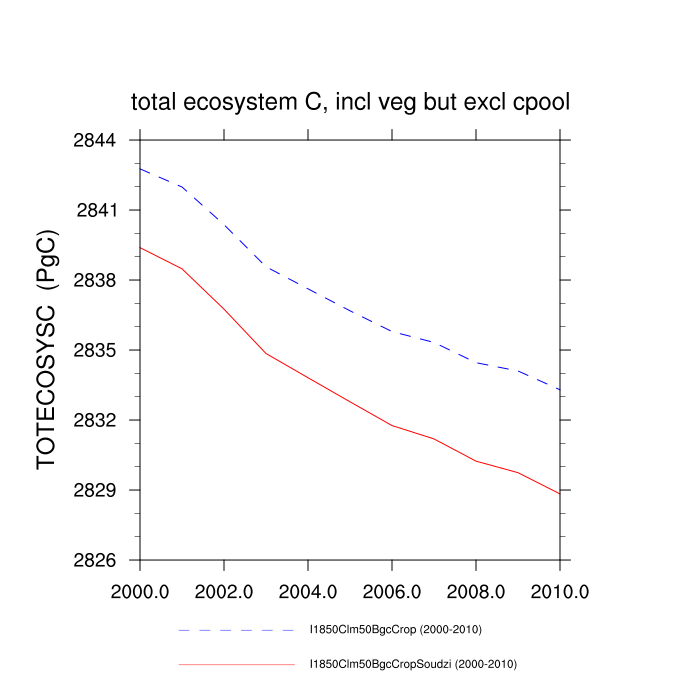 total ecosystem C, incl veg but excl cpool
TOTECOSYSC (PgC)
2844
2841
2838
2835
2832
2829
2826
2000.0 2002.0 2004.0 2006.0 2008.0 2010.0
I1850Clm50BgcCrop (2000-2010)
I1850Clm50BgcCropSoudzi (2000-2010)